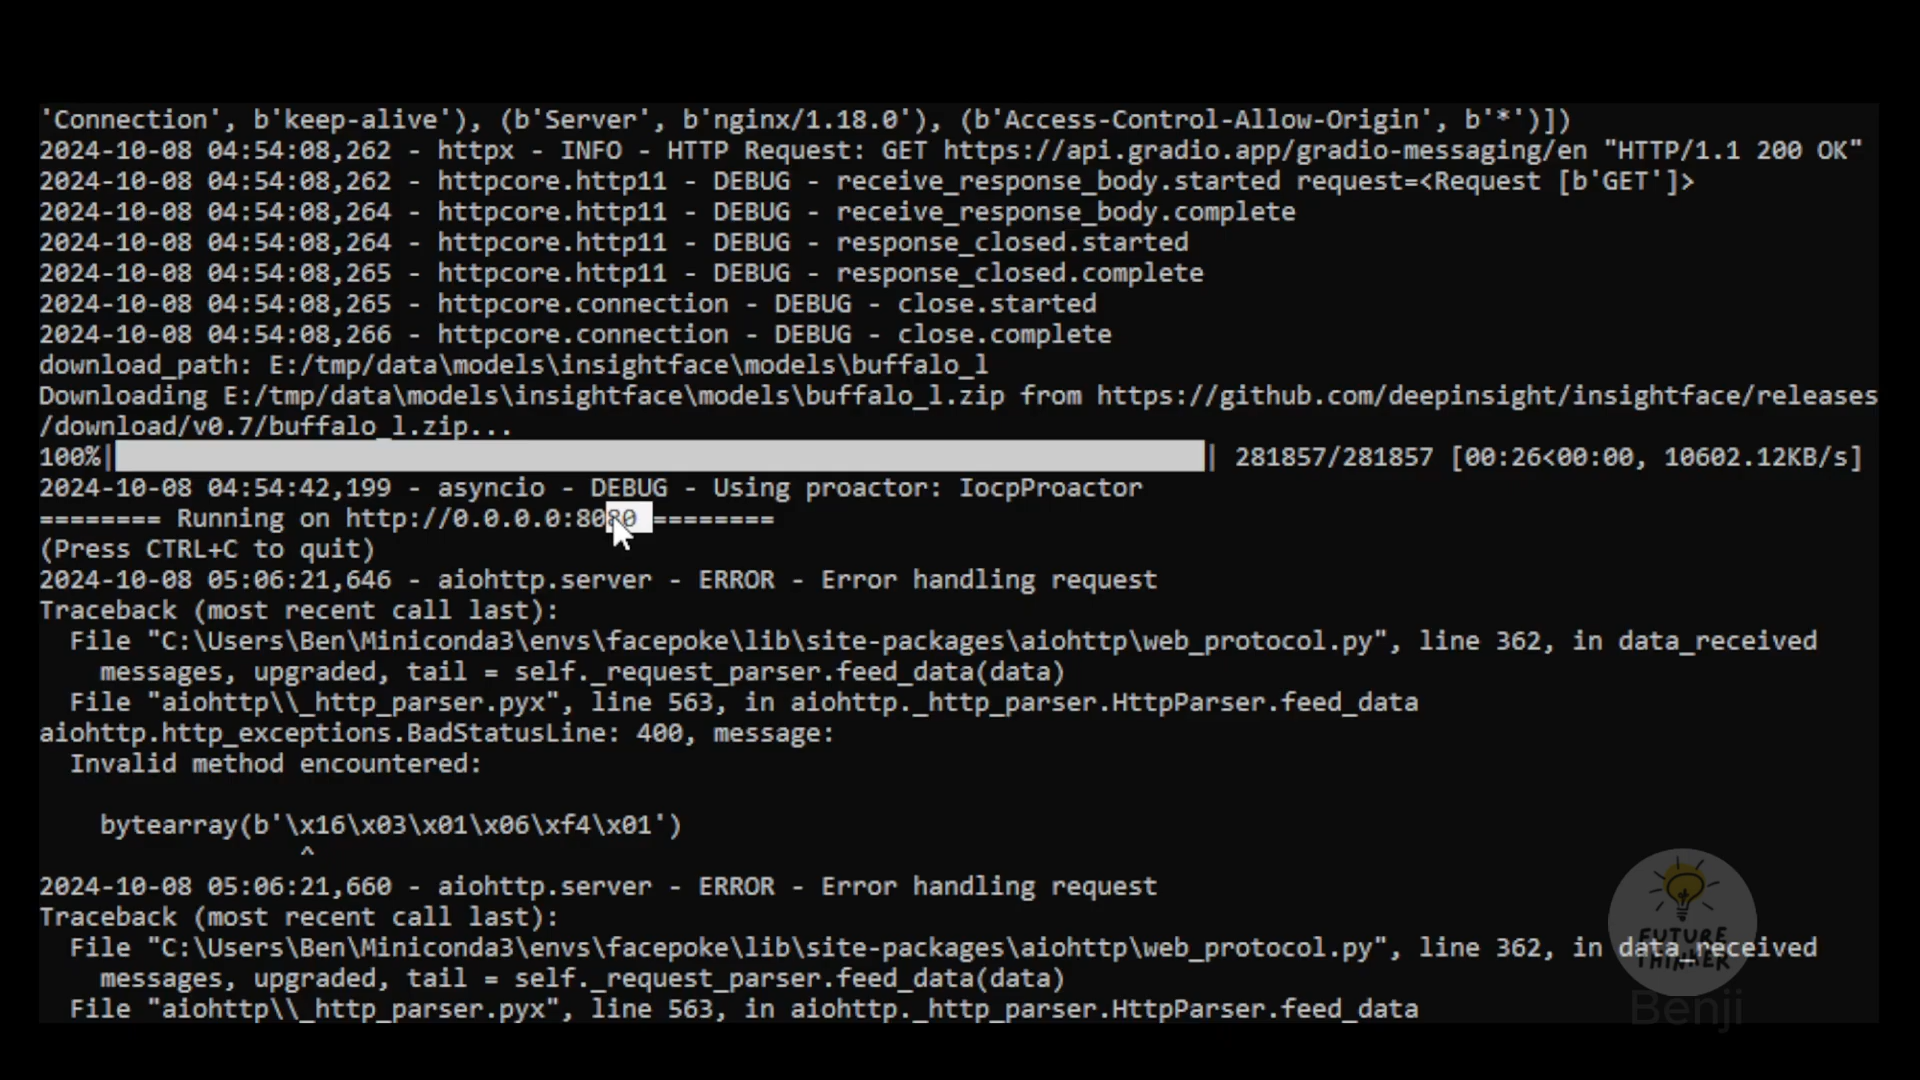 'Connection', b'keep-alive'), (b'Server', b'nginx/1.18.0'), (b'Access-Control-Allow-Origin', b'*')])
2024-10-08 04:54:08,262 - httpx - INFO - HTTP Request: GET https://api.gradio.app/gradio-messaging/en "HTTP/1.1 200 OK"
2024-10-08 04:54:08,262 - httpcore.http11 - DEBUG - receive_response_body.started request=<Request [b'GET']>
2024-10-08 04:54:08,264 - httpcore.http11 - DEBUG - receive_response_body.complete
2024-10-08 04:54:08,264 - httpcore.http11 - DEBUG - response_closed.started
2024-10-08 04:54:08,265 - httpcore.http11 - DEBUG - response_closed.complete
2024-10-08 04:54:08,265 - httpcore.connection - DEBUG - close.started
2024-10-08 04:54:08,266 - httpcore.connection - DEBUG - close.complete
download_path: E:/tmp/data\models\insightface\models\buffalo_l
Downloading E:/tmp/data\models\insightface\models\buffalo_l.zip from https://github.com/deepinsight/insightface/releases
/download/v0.7/buffalo_l.zip...
100%| | 281857/281857 [00:26<00:00, 10602.12KB/s]
2024-10-08 04:54:42,199 - asyncio - DEBUG - Using proactor: IocpProactor
======== Running on http://0.0.0.0:8080 ========
(Press CTRL+C to quit)
2024-10-08 05:06:21,646 - aiohttp.server - ERROR - Error handling request
Traceback (most recent call last):
  File "C:\Users\Ben\Miniconda3\envs\facepoke\lib\site-packages\aiohttp\web_protocol.py", line 362, in data_received
    messages, upgraded, tail = self._request_parser.feed_data(data)
  File "aiohttp\\_http_parser.pyx", line 563, in aiohttp._http_parser.HttpParser.feed_data
aiohttp.http_exceptions.BadStatusLine: 400, message:
  Invalid method encountered:
    bytearray(b'\x16\x03\x01\x06\xf4\x01')
                 ^
2024-10-08 05:06:21,660 - aiohttp.server - ERROR - Error handling request
Traceback (most recent call last):
  File "C:\Users\Ben\Miniconda3\envs\facepoke\lib\site-packages\aiohttp\web_protocol.py", line 362, in data_received
    messages, upgraded, tail = self._request_parser.feed_data(data)
  File "aiohttp\\_http_parser.pyx", line 563, in aiohttp._http_parser.HttpParser.feed_data
FUTURE
THINKER
Benji